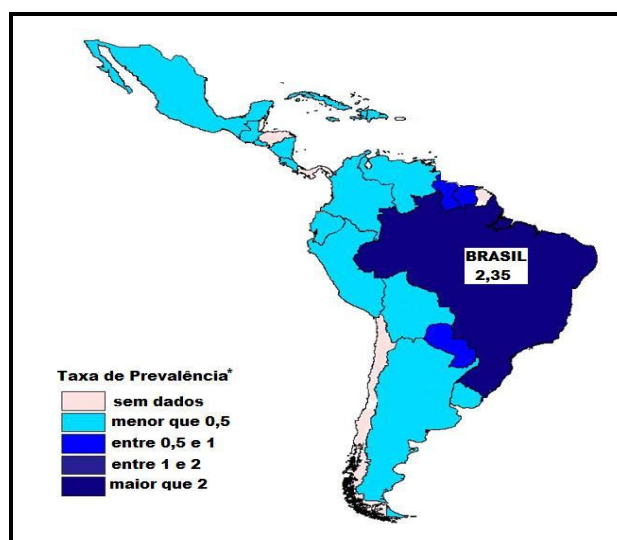 BRASIL
2,35
Taxa de Prevalência*
sem dados
menor que 0,5
entre 0,5 e 1
entre 1 e 2
maior que 2